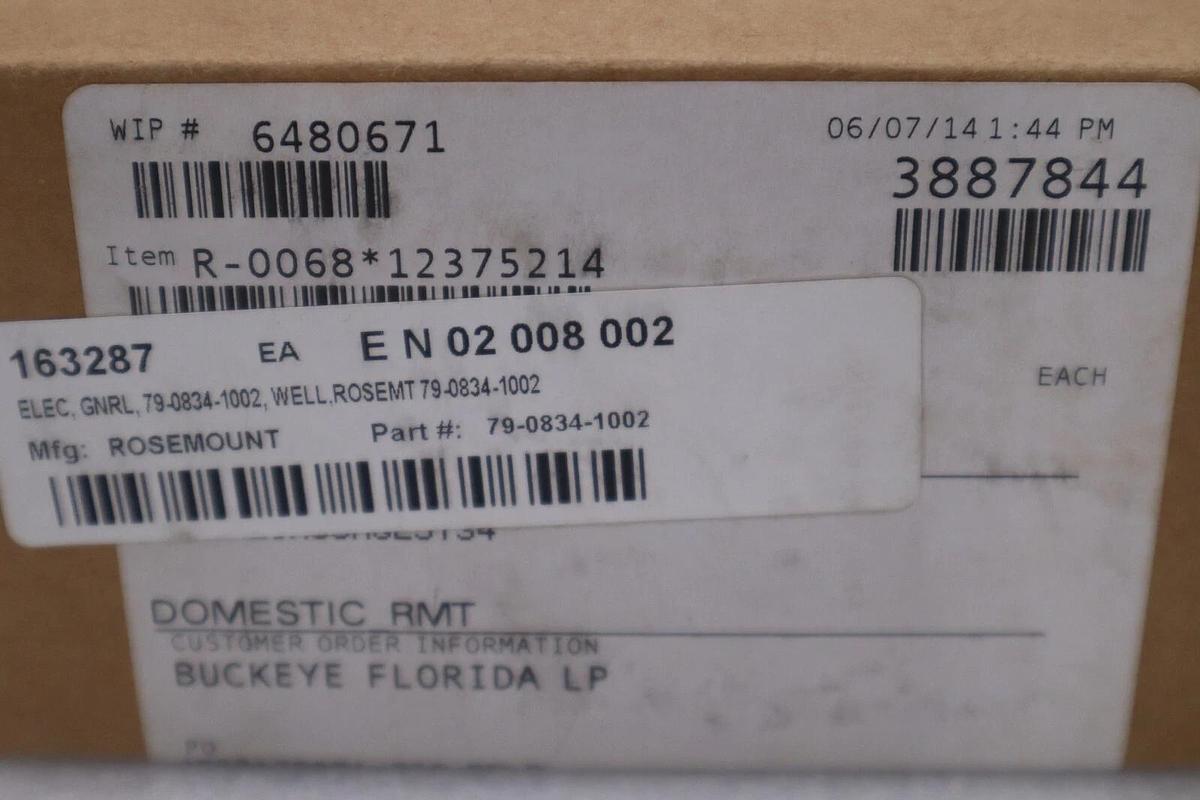 WIP # 6480671
06/07/14 1:44 PM
3887844
Item R-0068*12375214
163287 EA E N 02 008 002
ELEC, GNRL, 79-0834-1002, WELL,ROSEMT 79-0834-1002
Mfg: ROSEMOUNT Part #: 79-0834-1002
EACH
DOMESTIC RMT
CUSTOMER ORDER INFORMATION
BUCKEYE FLORIDA LP
PO